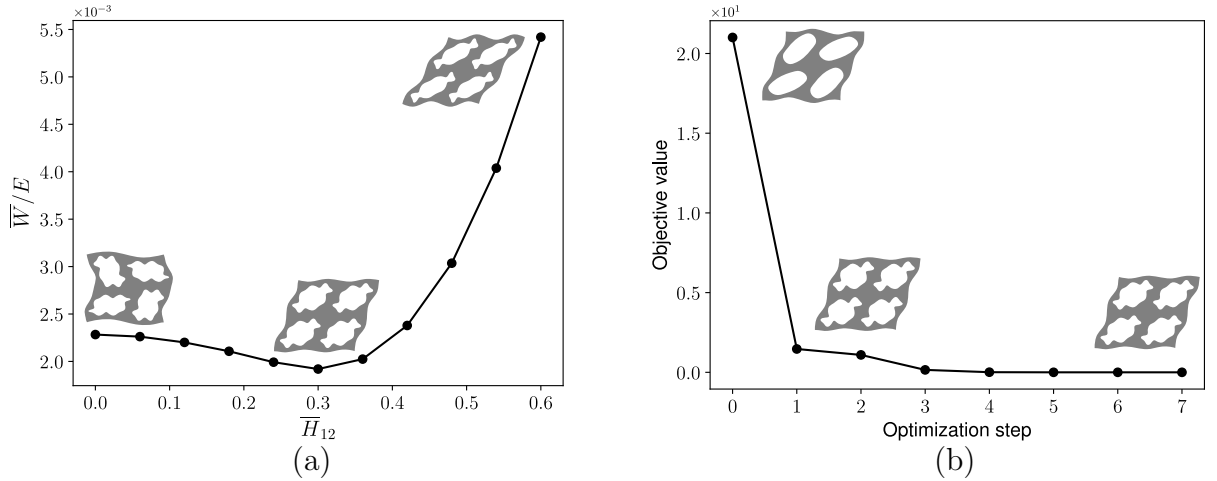 ×10⁻³
5.5
5.0
4.5
4.0
3.5
3.0
2.5
2.0
W̅/E
0.0 0.1 0.2 0.3 0.4 0.5 0.6
H̅₁₂
(a)
×10¹
2.0
1.5
1.0
0.5
0.0
Objective value
0 1 2 3 4 5 6 7
Optimization step
(b)